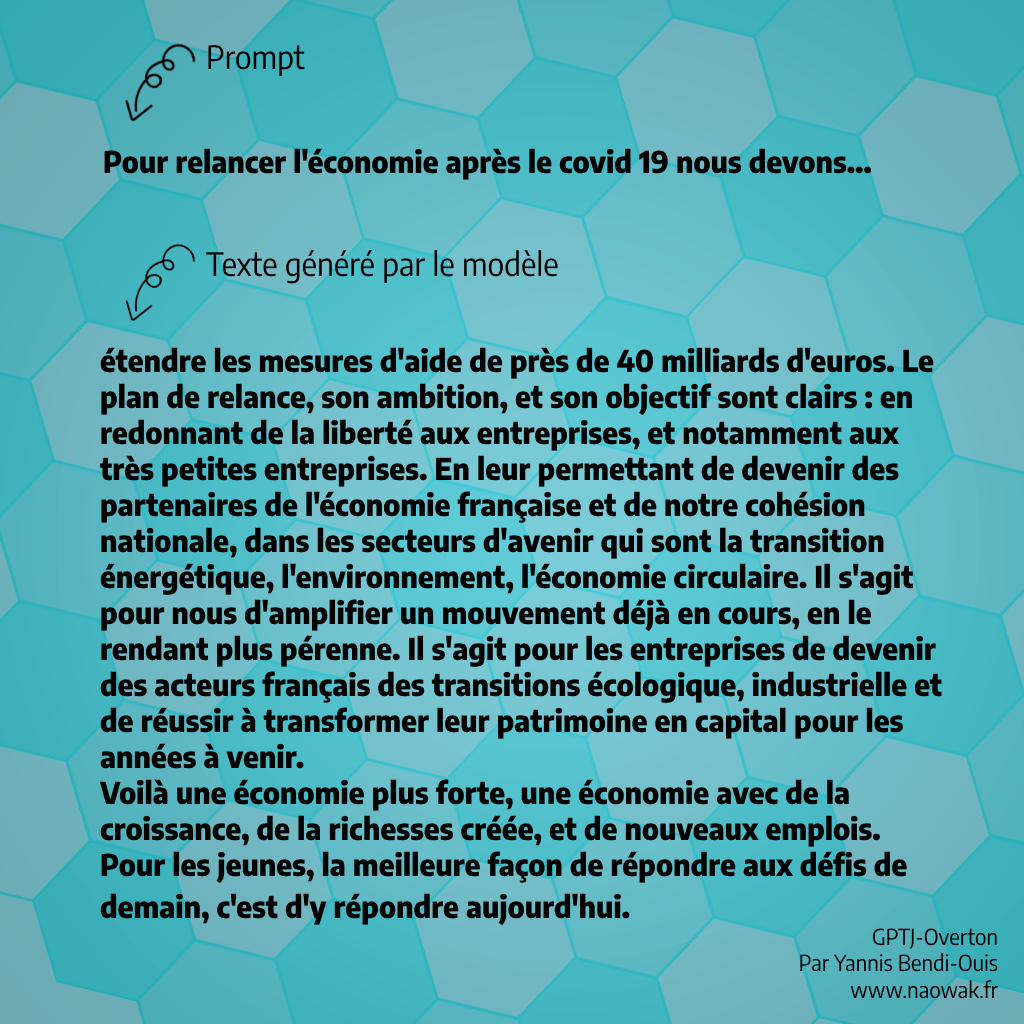 Prompt
Pour relancer l'économie après le covid 19 nous devons...
Texte généré par le modèle
étendre les mesures d'aide de près de 40 milliards d'euros. Le
plan de relance, son ambition, et son objectif sont clairs : en
redonnant de la liberté aux entreprises, et notamment aux
très petites entreprises. En leur permettant de devenir des
partenaires de l'économie française et de notre cohésion
nationale, dans les secteurs d'avenir qui sont la transition
énergétique, l'environnement, l'économie circulaire. Il s'agit
pour nous d'amplifier un mouvement déjà en cours, en le
rendant plus pérenne. Il s'agit pour les entreprises de devenir
des acteurs français des transitions écologique, industrielle et
de réussir à transformer leur patrimoine en capital pour les
années à venir.
Voilà une économie plus forte, une économie avec de la
croissance, de la richesses créée, et de nouveaux emplois.
Pour les jeunes, la meilleure façon de répondre aux défis de
demain, c'est d'y répondre aujourd'hui.
GPTJ-Overton
Par Yannis Bendi-Ouis
www.naowak.fr